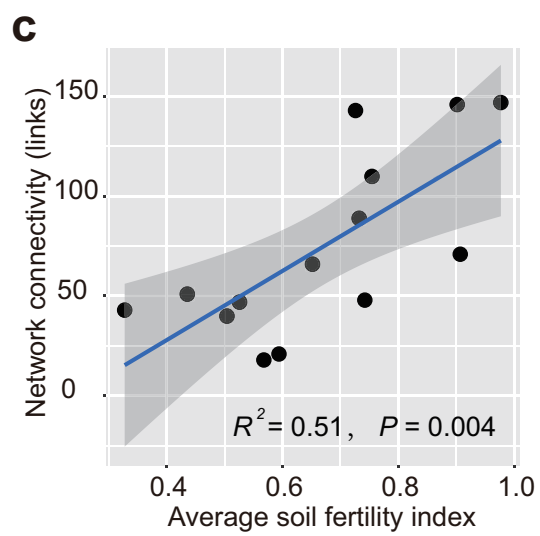 c
Network connectivity (links)
150
100
50
0
R² = 0.51, P = 0.004
0.4 0.6 0.8 1.0
Average soil fertility index